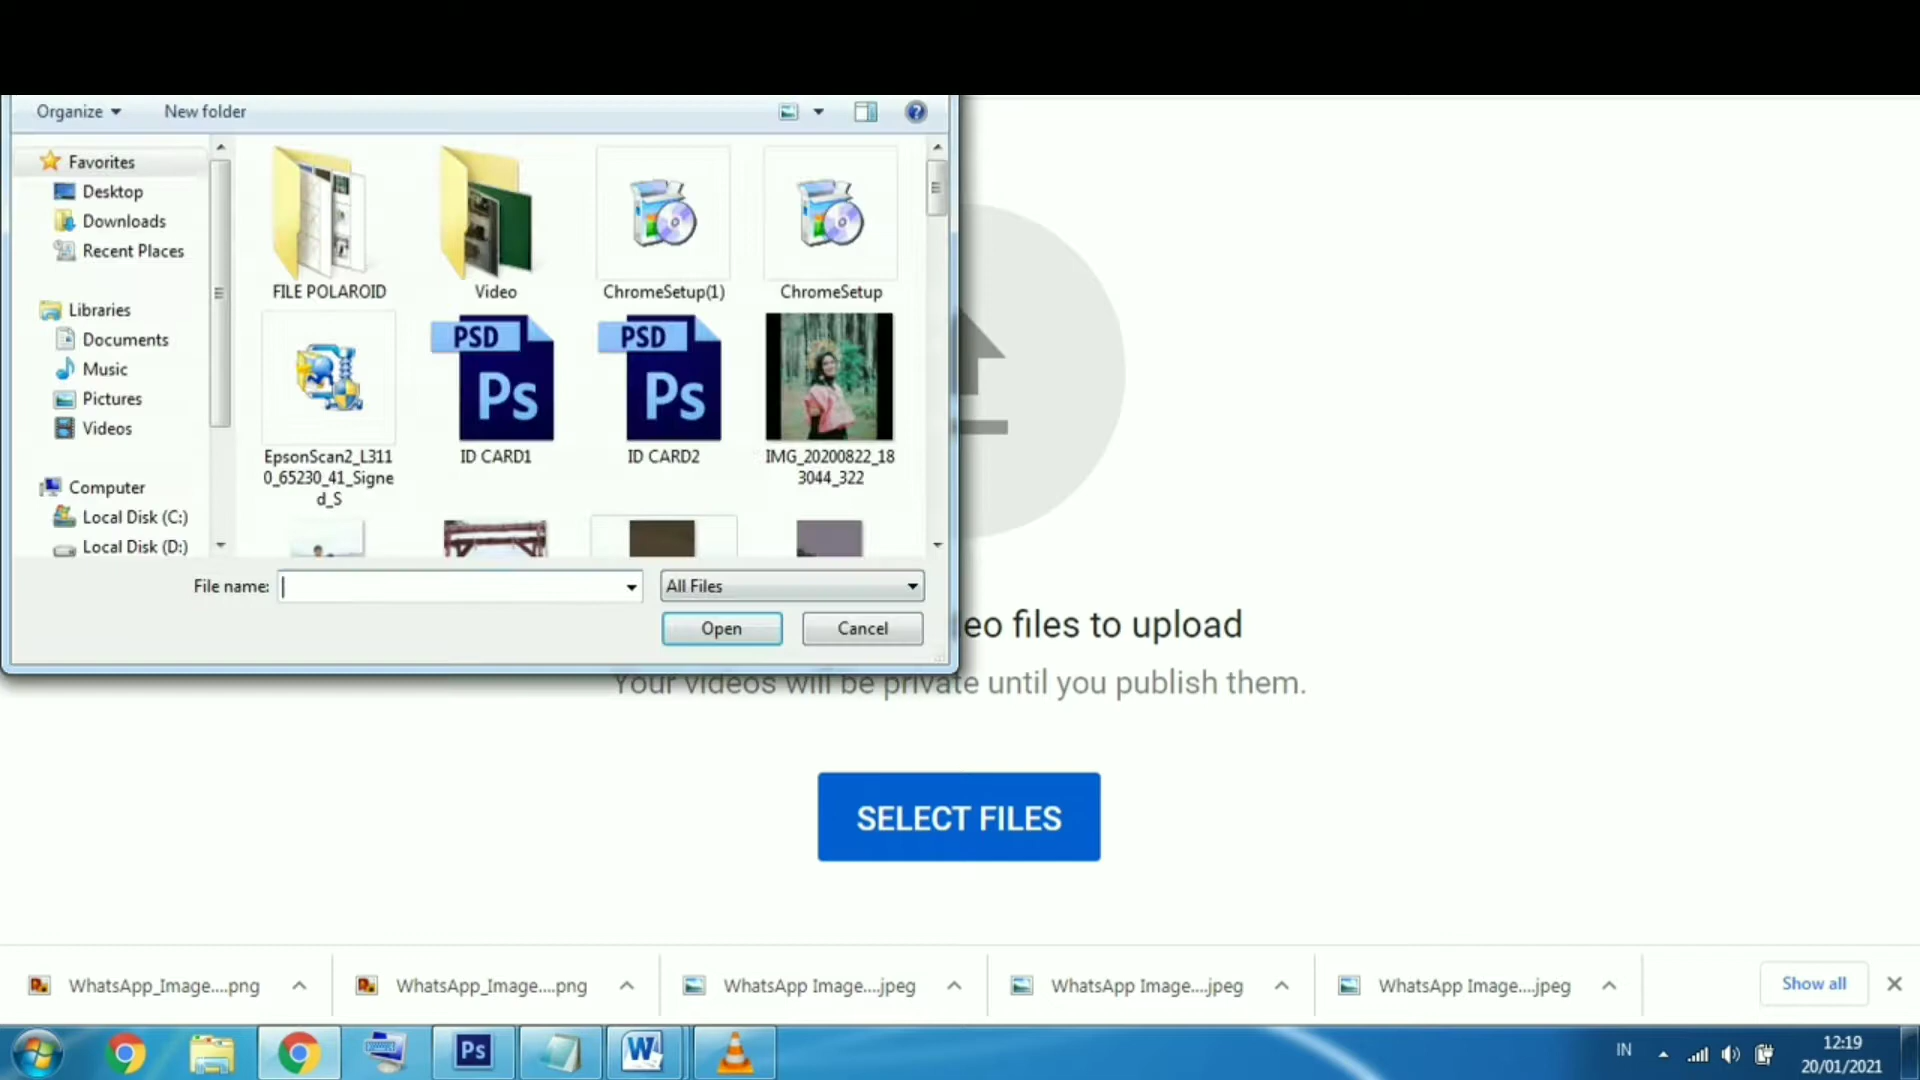 Organize
New folder
Favorites
Desktop
Downloads
Recent Places
Libraries
Documents
Music
Pictures
Videos
Computer
Local Disk (C:)
Local Disk (D:)
FILE POLAROID
Video
ChromeSetup(1)
ChromeSetup
EpsonScan2_L311
0_65230_41_Signe
d_S
PSD
Ps
ID CARD1
PSD
Ps
ID CARD2
IMG_20200822_18
3044_322
File name:
All Files
Open
Cancel
eo files to upload
Your videos will be private until you publish them.
SELECT FILES
WhatsApp_Image....png
WhatsApp_Image....png
WhatsApp Image....jpeg
WhatsApp Image....jpeg
WhatsApp Image....jpeg
Show all
Ps
W
IN
12:19
20/01/2021